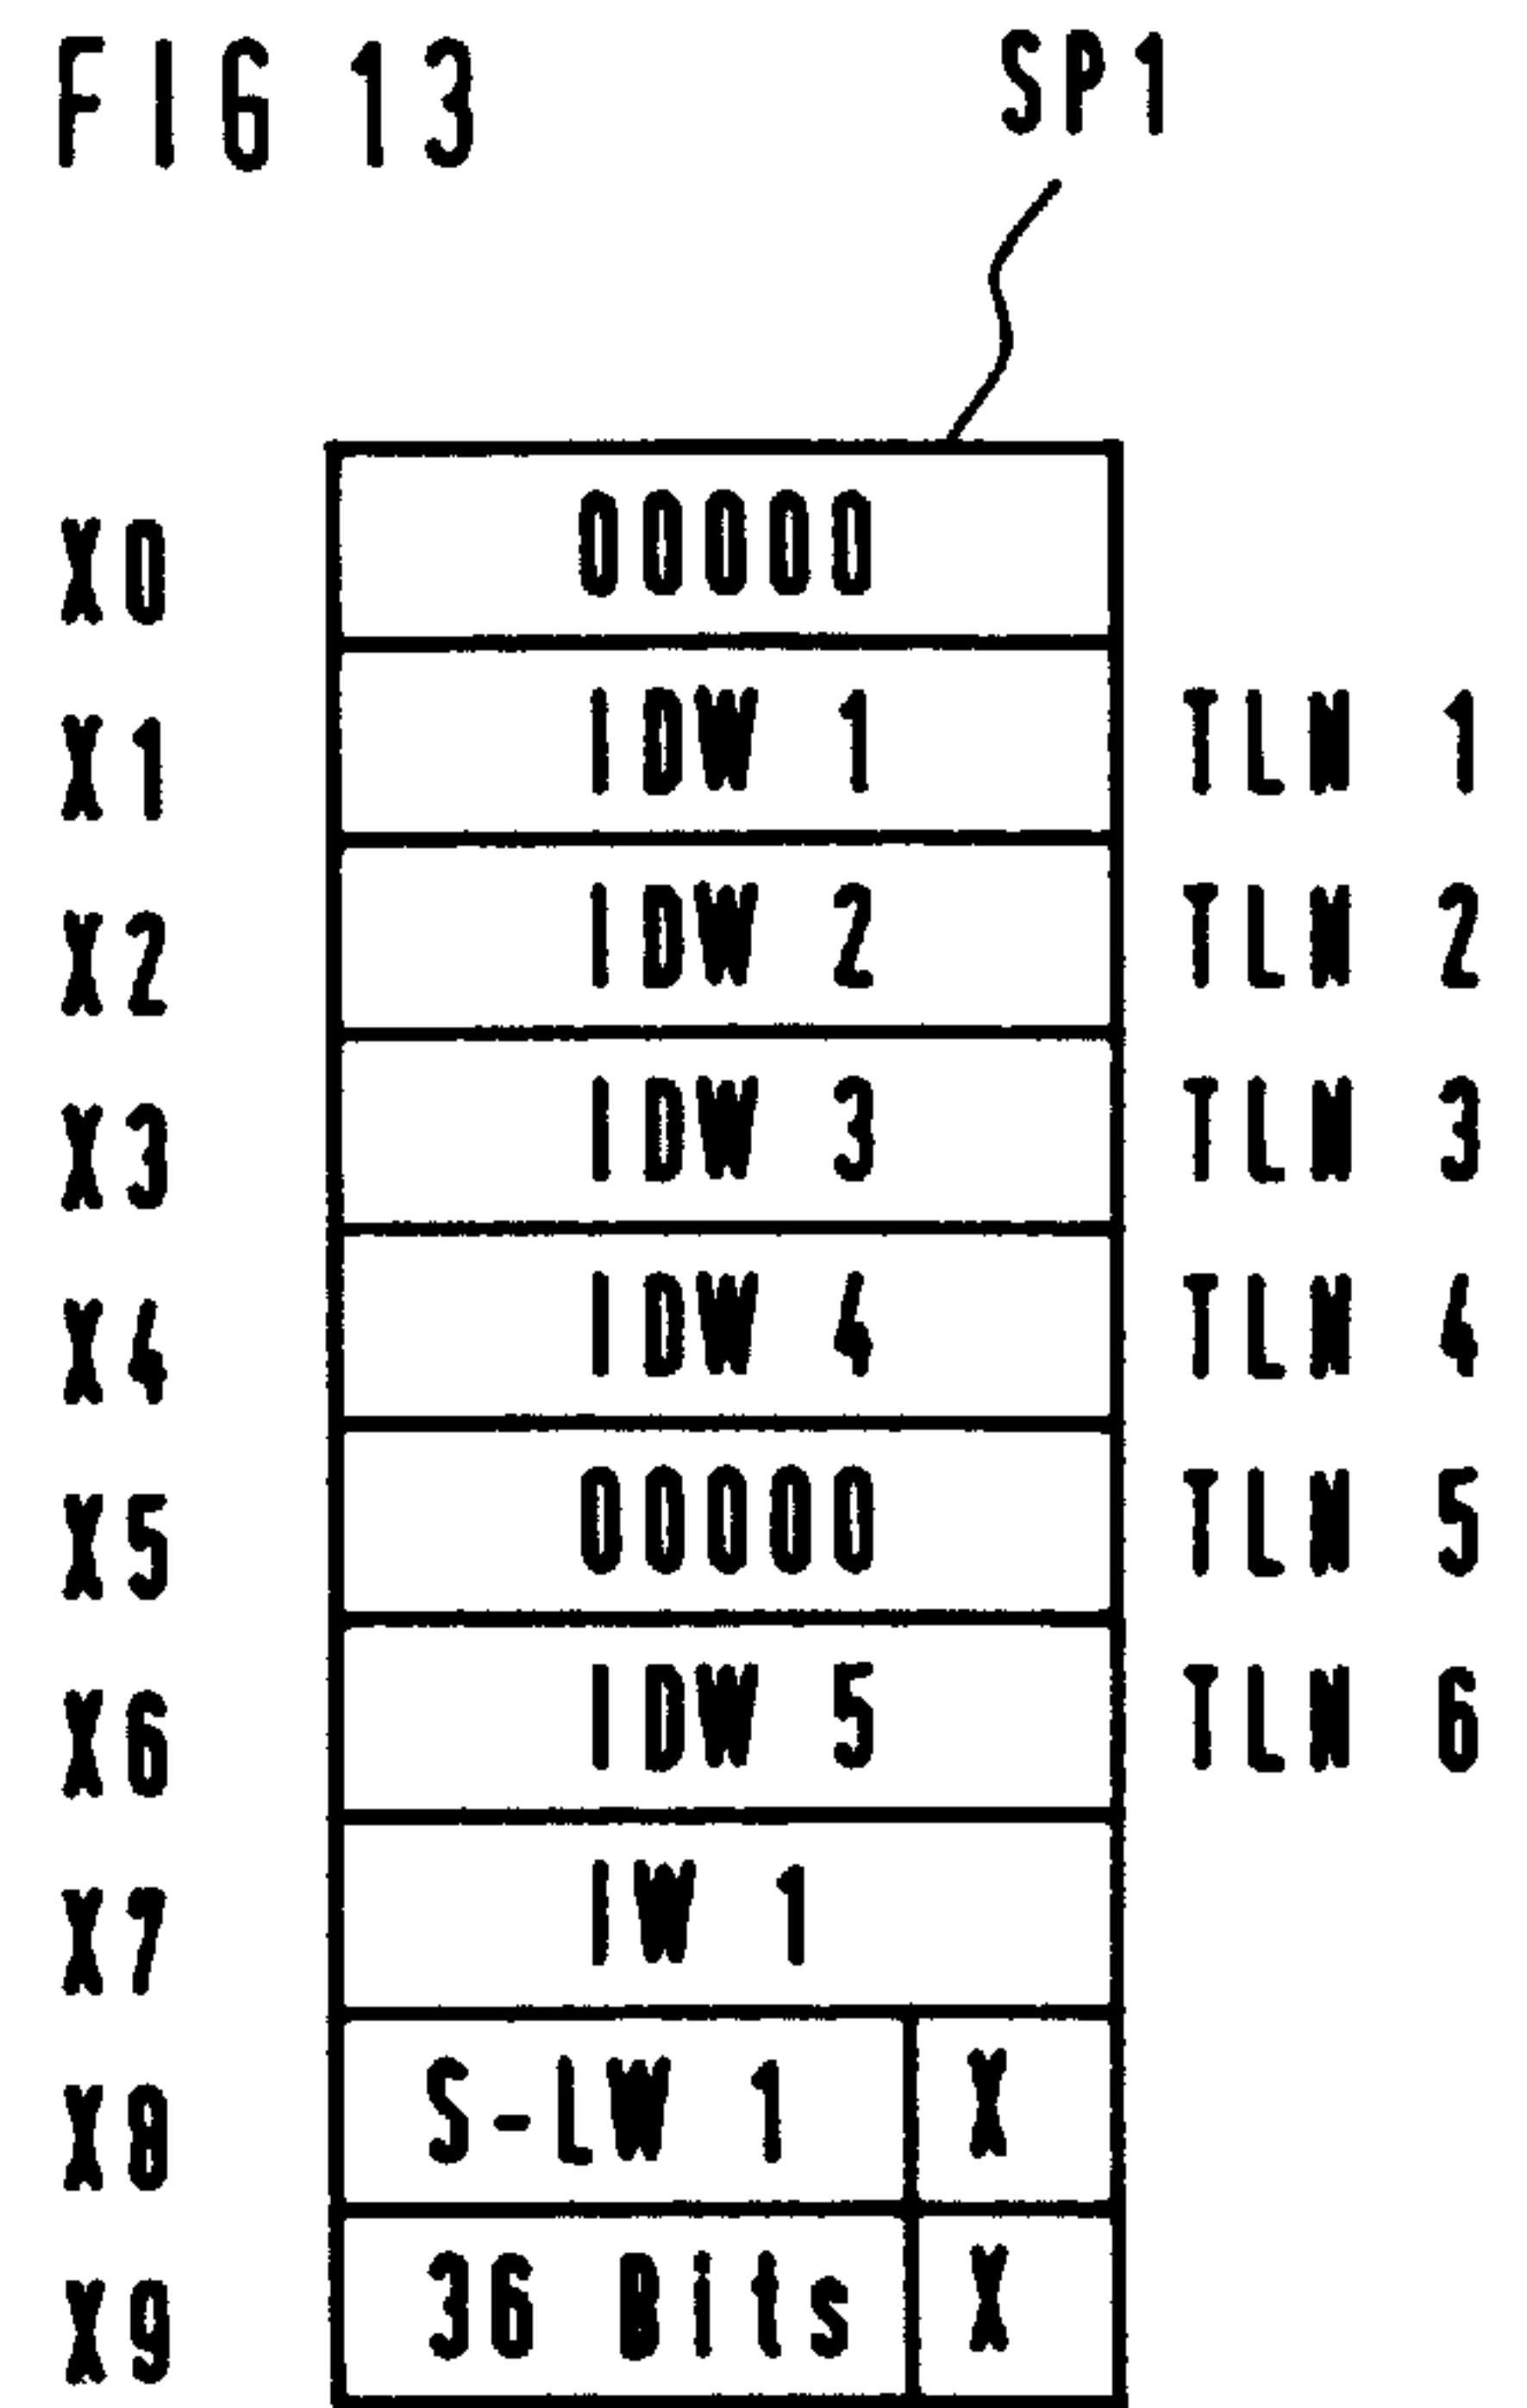 FIG 13 SP1
X0 00000
X1 IDW 1 TLN 1
X2 IDW 2 TLN 2
X3 IDW 3 TLN 3
X4 IDW 4 TLN 4
X5 00000 TLN 5
X6 IDW 5 TLN 6
X7 IW 1
X8 S-LW 1 X
X9 36 Bits X